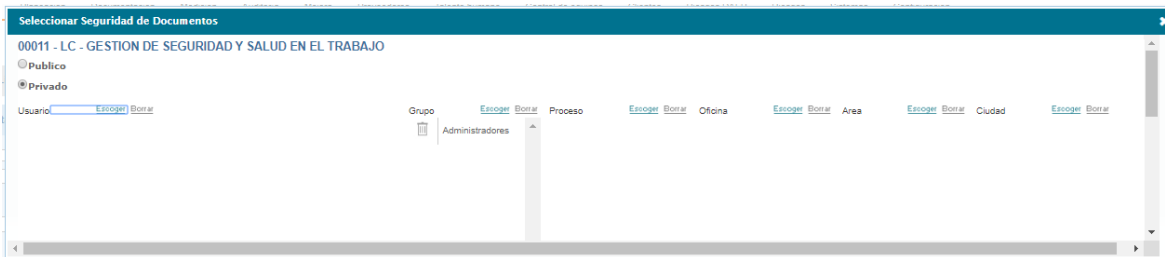 Seleccionar Seguridad de Documentos
00011 - LC - GESTION DE SEGURIDAD Y SALUD EN EL TRABAJO
Publico
Privado
Usuario Escoger Borrar Grupo Escoger Borrar Proceso Escoger Borrar Oficina Escoger Borrar Area Escoger Borrar Ciudad Escoger Borrar
Administradores